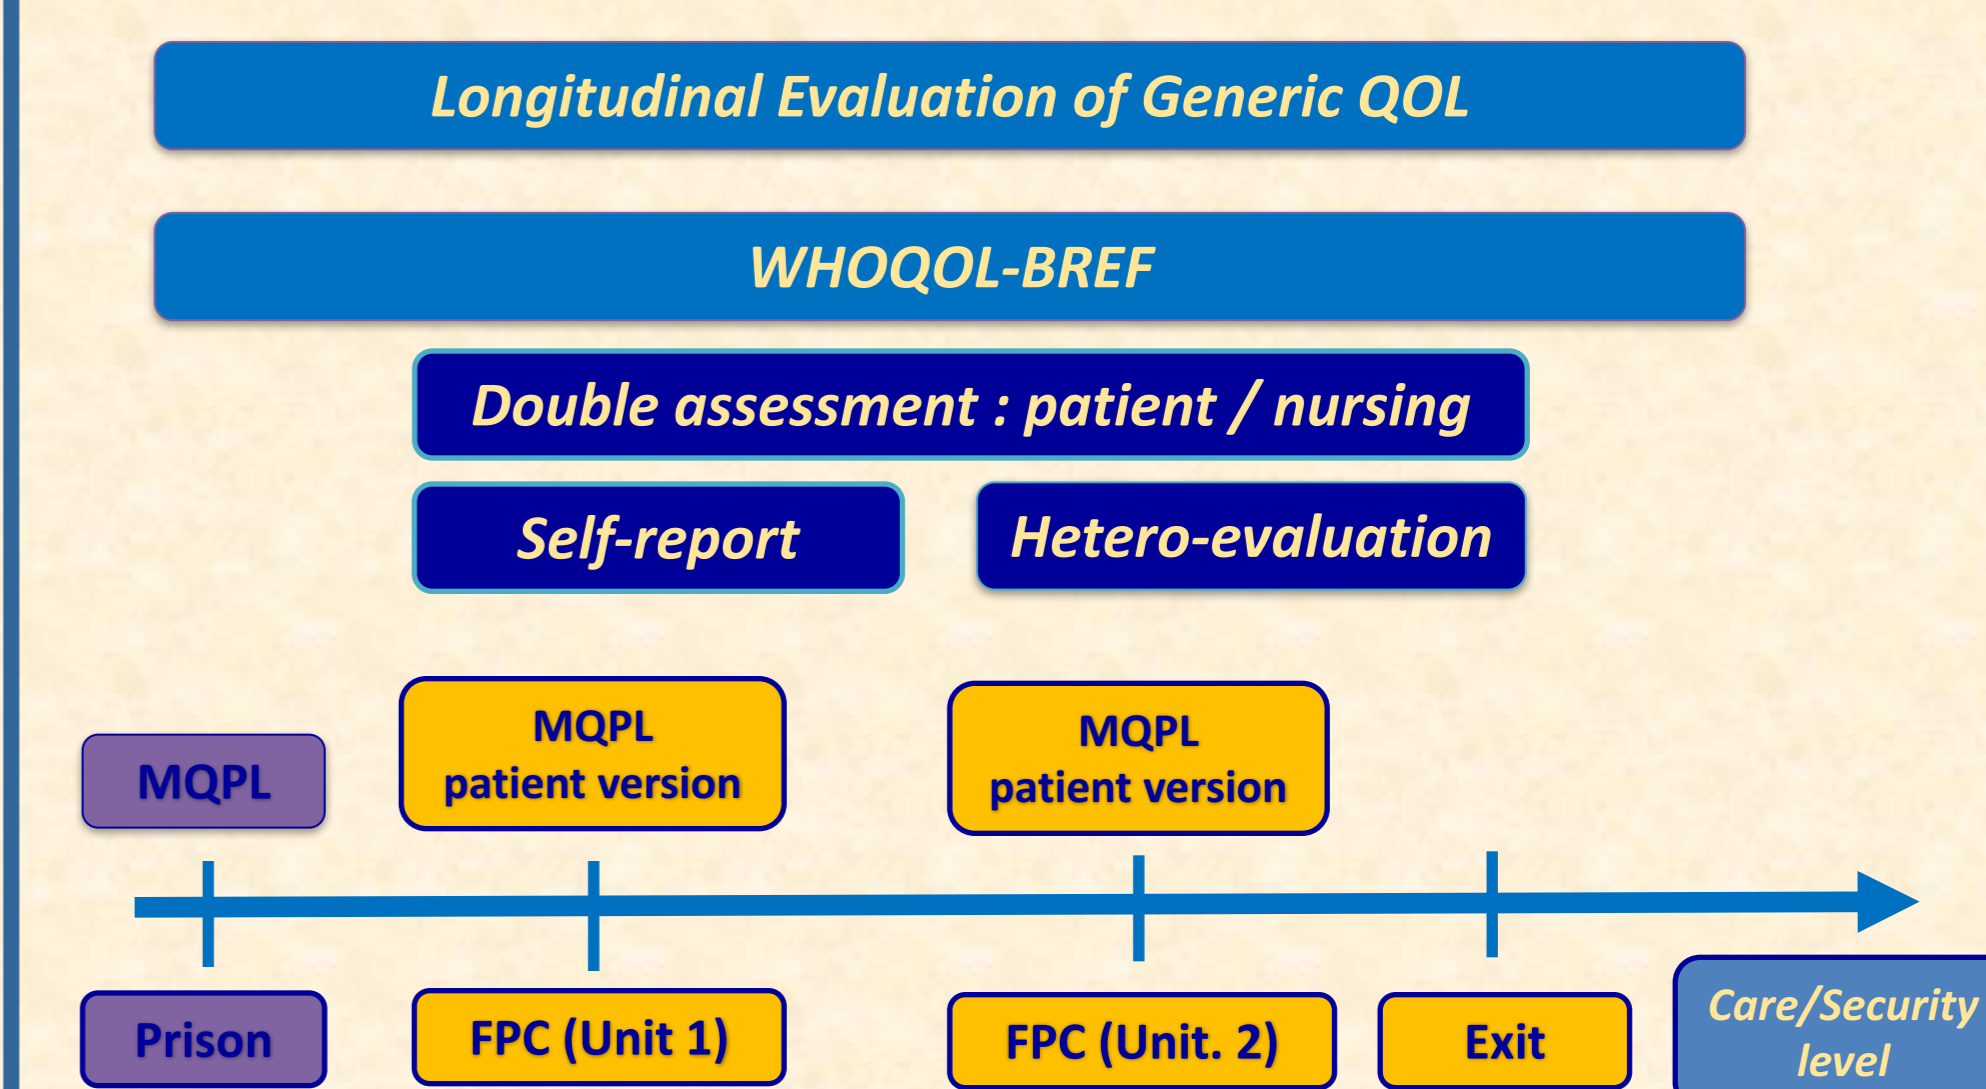 Longitudinal Evaluation of Generic QOL
WHOQOL-BREF
Double assessment : patient / nursing
Self-report
Hetero-evaluation
MQPL
MQPL
patient version
MQPL
patient version
Prison
FPC (Unit 1)
FPC (Unit. 2)
Exit
Care/Security
level